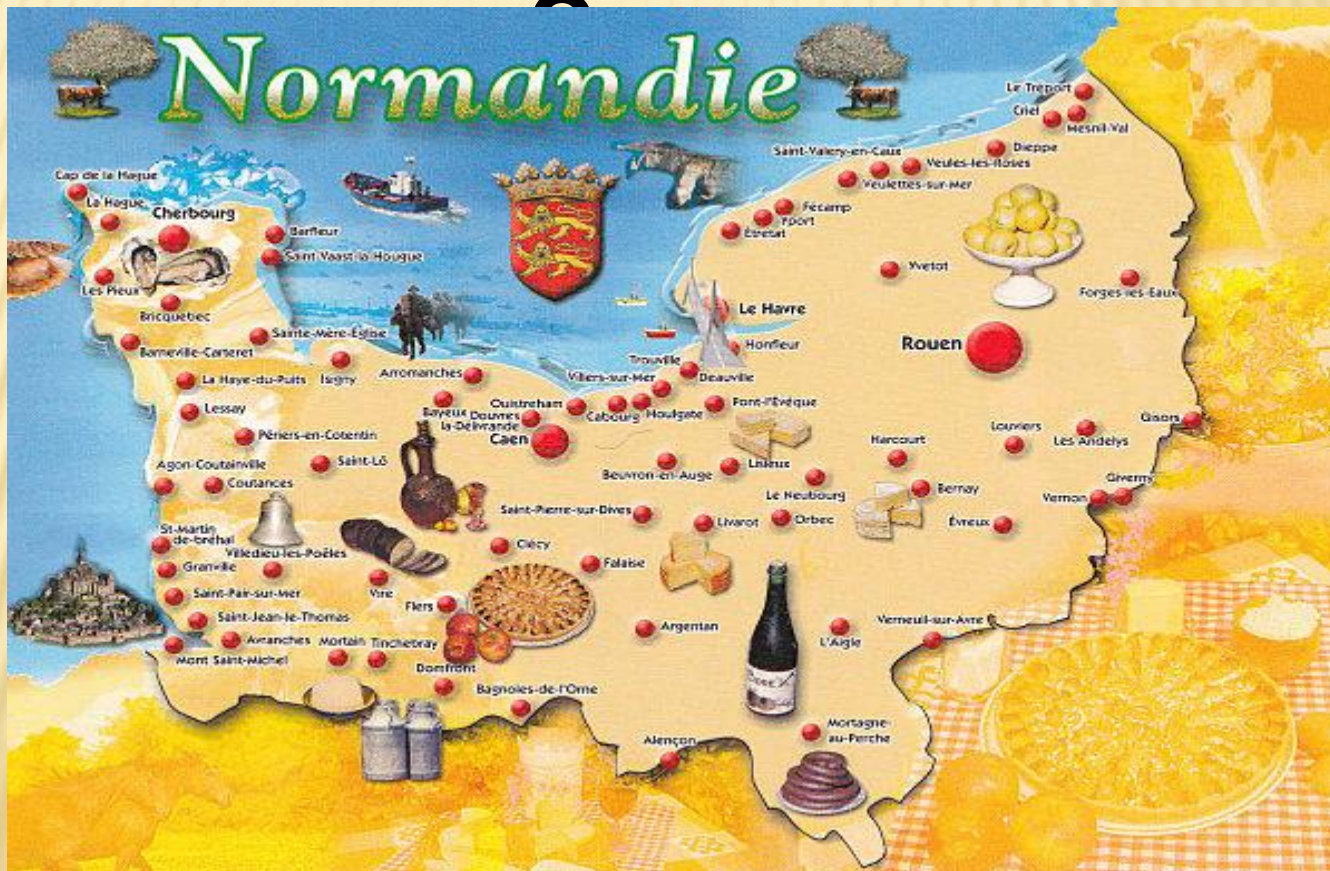 Normandie
Le Tréport
Criel
Mesnil-Val
Dieppe
Saint-Valery-en-Caux
Veules-les-Roses
Veulettes-sur-Mer
Cap de la Hague
La Hague
Cherbourg
Barfleur
Fécamp
Yport
Étretat
Saint Vaast la Hougue
Yvetot
Les Pieux
Forges-les-Eaux
Bricquebec
Le Havre
Sainte-Mère-Église
Honfleur
Rouen
Barneville-Carteret
Trouville
La Haye-du-Puits
Isigny
Arromanches
Villers-sur-Mer
Deauville
Lessay
Bayeux
Douvres
la-Délivrande
Ouistreham
Cabourg
Houlgate
Pont-l'Évêque
Gisors
Périers-en-Cotentin
Caen
Harcourt
Louviers
Les Andelys
Agon-Coutainville
Saint-Lô
Beuvron-en-Auge
Lisieux
Coutances
Le Neubourg
Bernay
Giverny
Vernon
St-Martin
de-bréhal
Saint-Pierre-sur-Dives
Livarot
Orbec
Évreux
Villedieu-les-Poêles
Clécy
Granville
Falaise
Saint-Pair-sur-Mer
Vire
Flers
Saint-Jean-le-Thomas
Argentan
L'Aigle
Verneuil-sur-Avre
Avranches
Mortain
Tinchebray
Mont Saint-Michel
Domfront
Bagnoles-de-l'Orne
Mortagne-
au-Perche
Alençon